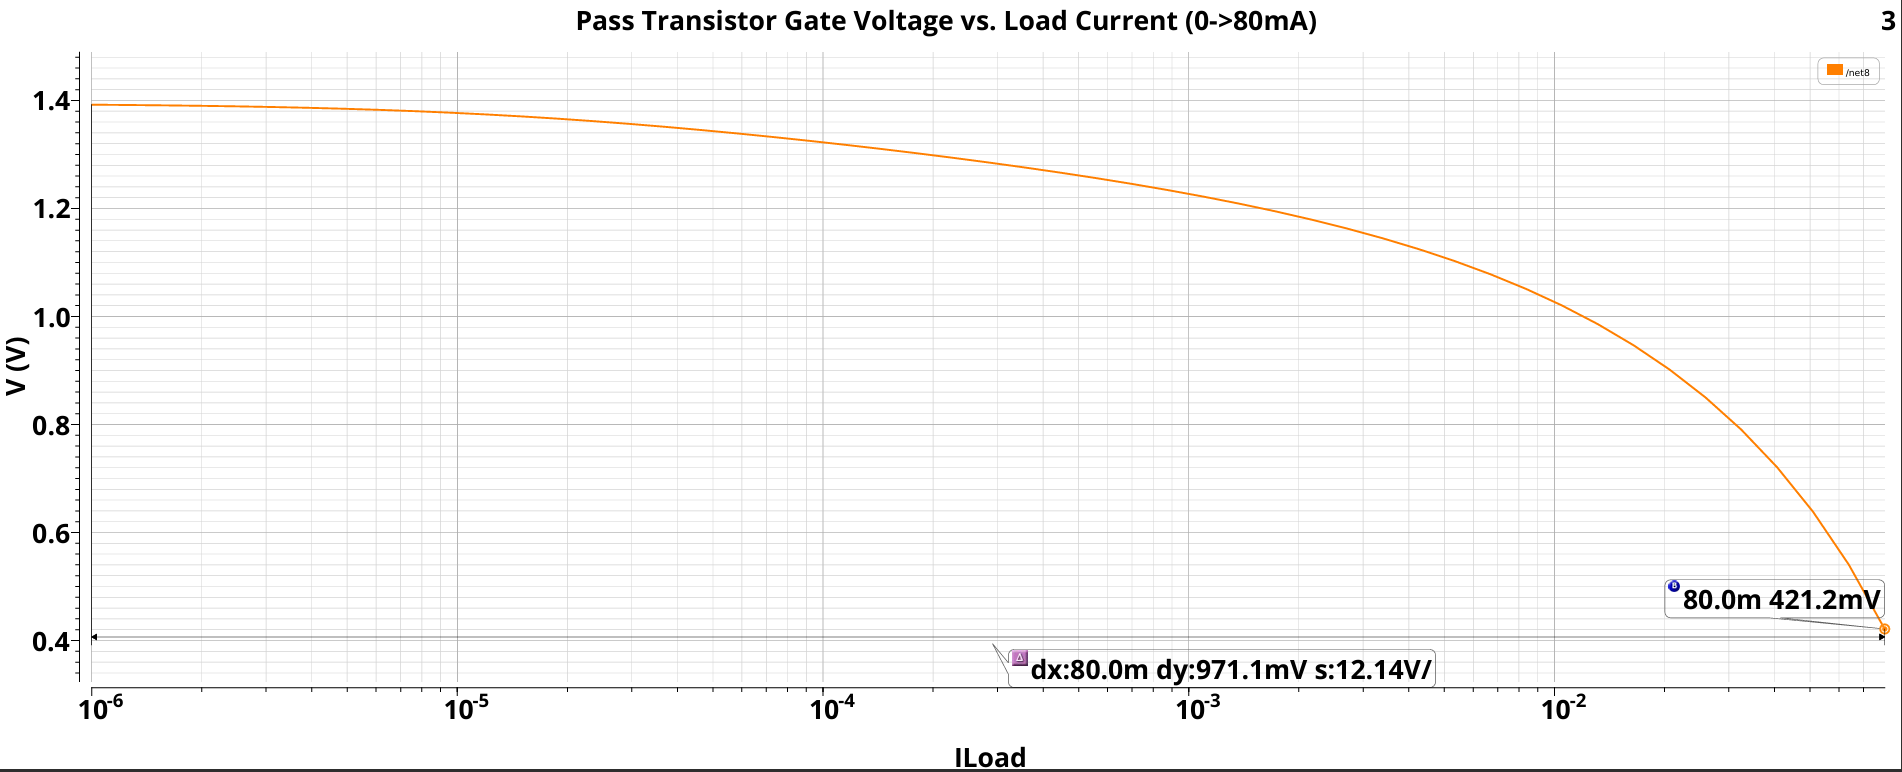 Pass Transistor Gate Voltage vs. Load Current (0->80mA)
3
/net8
1.4
1.2
1.0
0.8
0.6
0.4
V (V)
B
80.0m 421.2mV
Δ
dx:80.0m dy:971.1mV s:12.14V/
10-6
10-5
10-4
10-3
10-2
ILoad